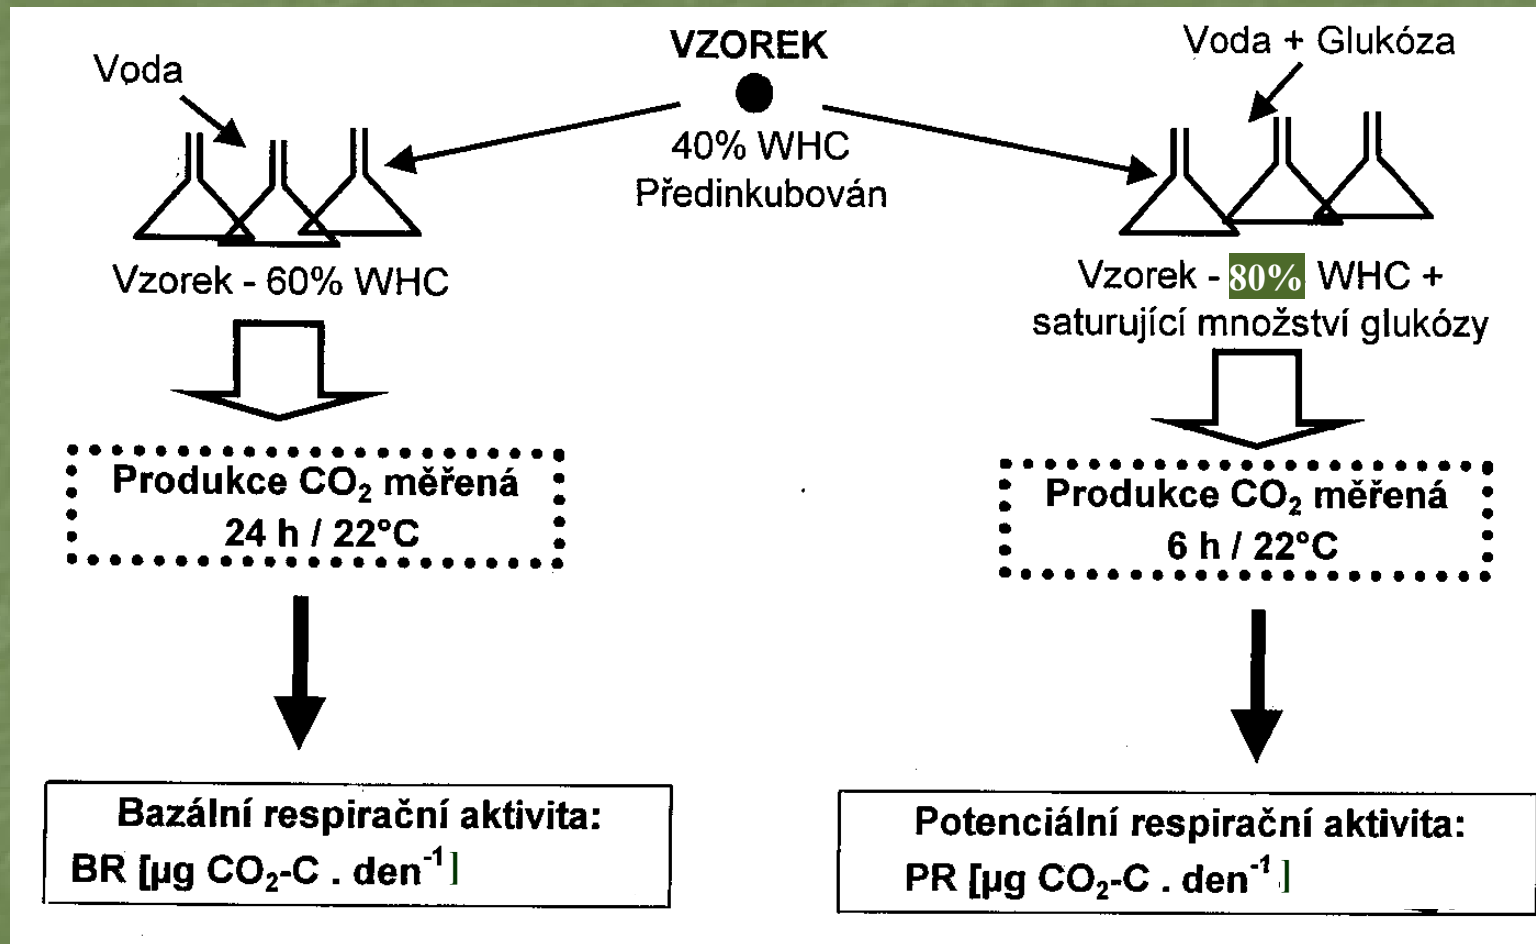 VZOREK
40% WHC
Předinkubován
Voda
Vzorek - 60% WHC
Produkce CO₂ měřená
24 h / 22°C
Bazální respirační aktivita:
BR [µg CO₂-C . den⁻¹]
Voda + Glukóza
Vzorek - 80% WHC +
saturující množství glukózy
Produkce CO₂ měřená
6 h / 22°C
Potenciální respirační aktivita:
PR [µg CO₂-C . den⁻¹]